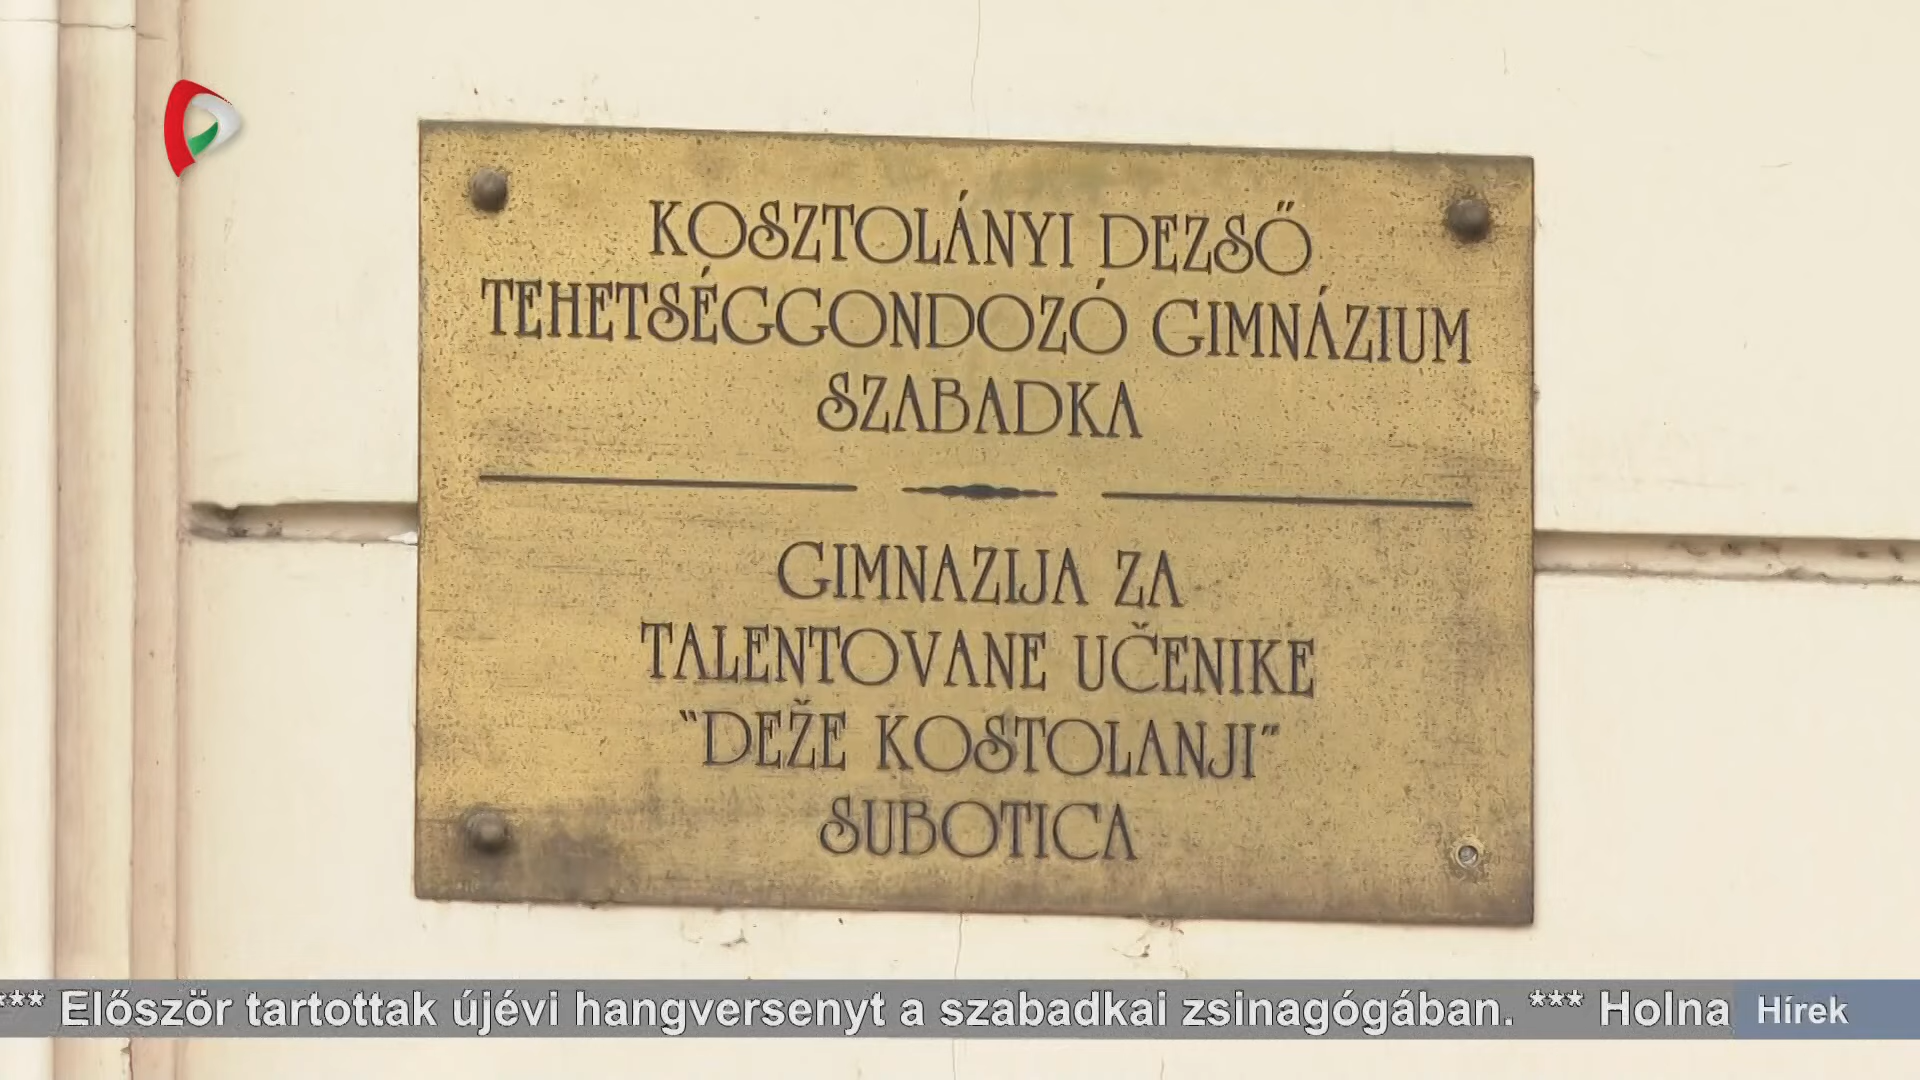 KOSZTOLÁNYI DEZSŐ
TEHETSÉGGONDOZÓ GIMNÁZIUM
SZABADKA
GIMNAZIJA ZA
TALENTOVANE UČENIKE
"DEŽE KOSTOLANJI"
SUBOTICA
*** Először tartottak újévi hangversenyt a szabadkai zsinagógában. *** Holna
Hírek